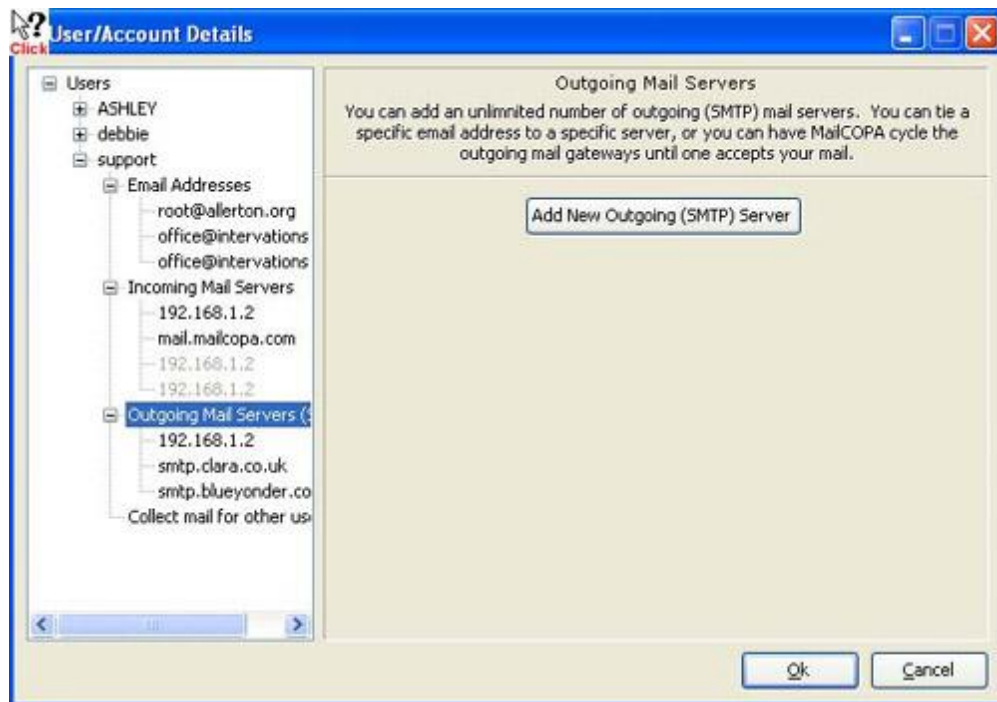 Click
User/Account Details
Users
ASHLEY
debbie
support
Email Addresses
root@allerton.org
office@intervations
office@intervations
Incoming Mail Servers
192.168.1.2
mail.mailcopa.com
192.168.1.2
192.168.1.2
Outgoing Mail Servers (S
192.168.1.2
smtp.clara.co.uk
smtp.blueyonder.co
Collect mail for other use
Outgoing Mail Servers
You can add an unlimnited number of outgoing (SMTP) mail servers. You can tie a
specific email address to a specific server, or you can have MailCOPA cycle the
outgoing mail gateways until one accepts your mail.
Add New Outgoing (SMTP) Server
Ok
Cancel